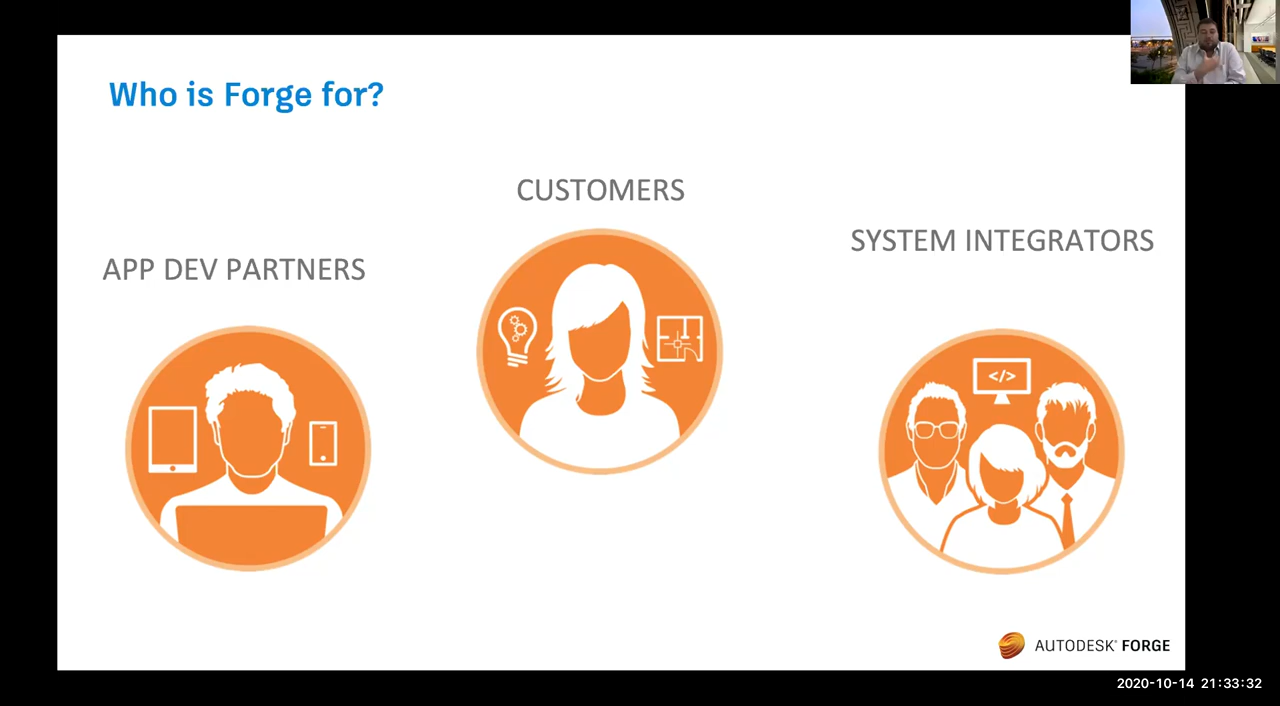 Who is Forge for?
CUSTOMERS
SYSTEM INTEGRATORS
APP DEV PARTNERS
</>
AUTODESK® FORGE
2020-10-14 21:33:32